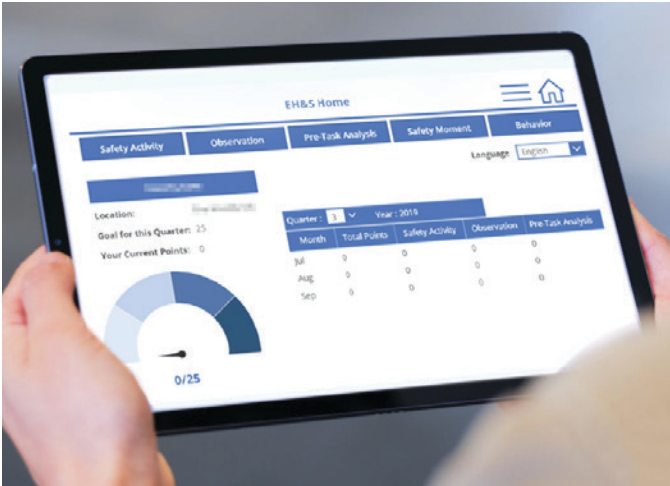 EH&S Home
Safety Activity Observation Pre-Task Analysis Safety Moment Behavior
Language English
Location:
Goal for this Quarter: 25
Your Current Points: 0
0/25
Quarter : 3 Year : 2019
Month Total Points Safety Activity Observation Pre-Task Analysis
Jul 0 0 0 0
Aug 0 0 0 0
Sep 0 0 0 0